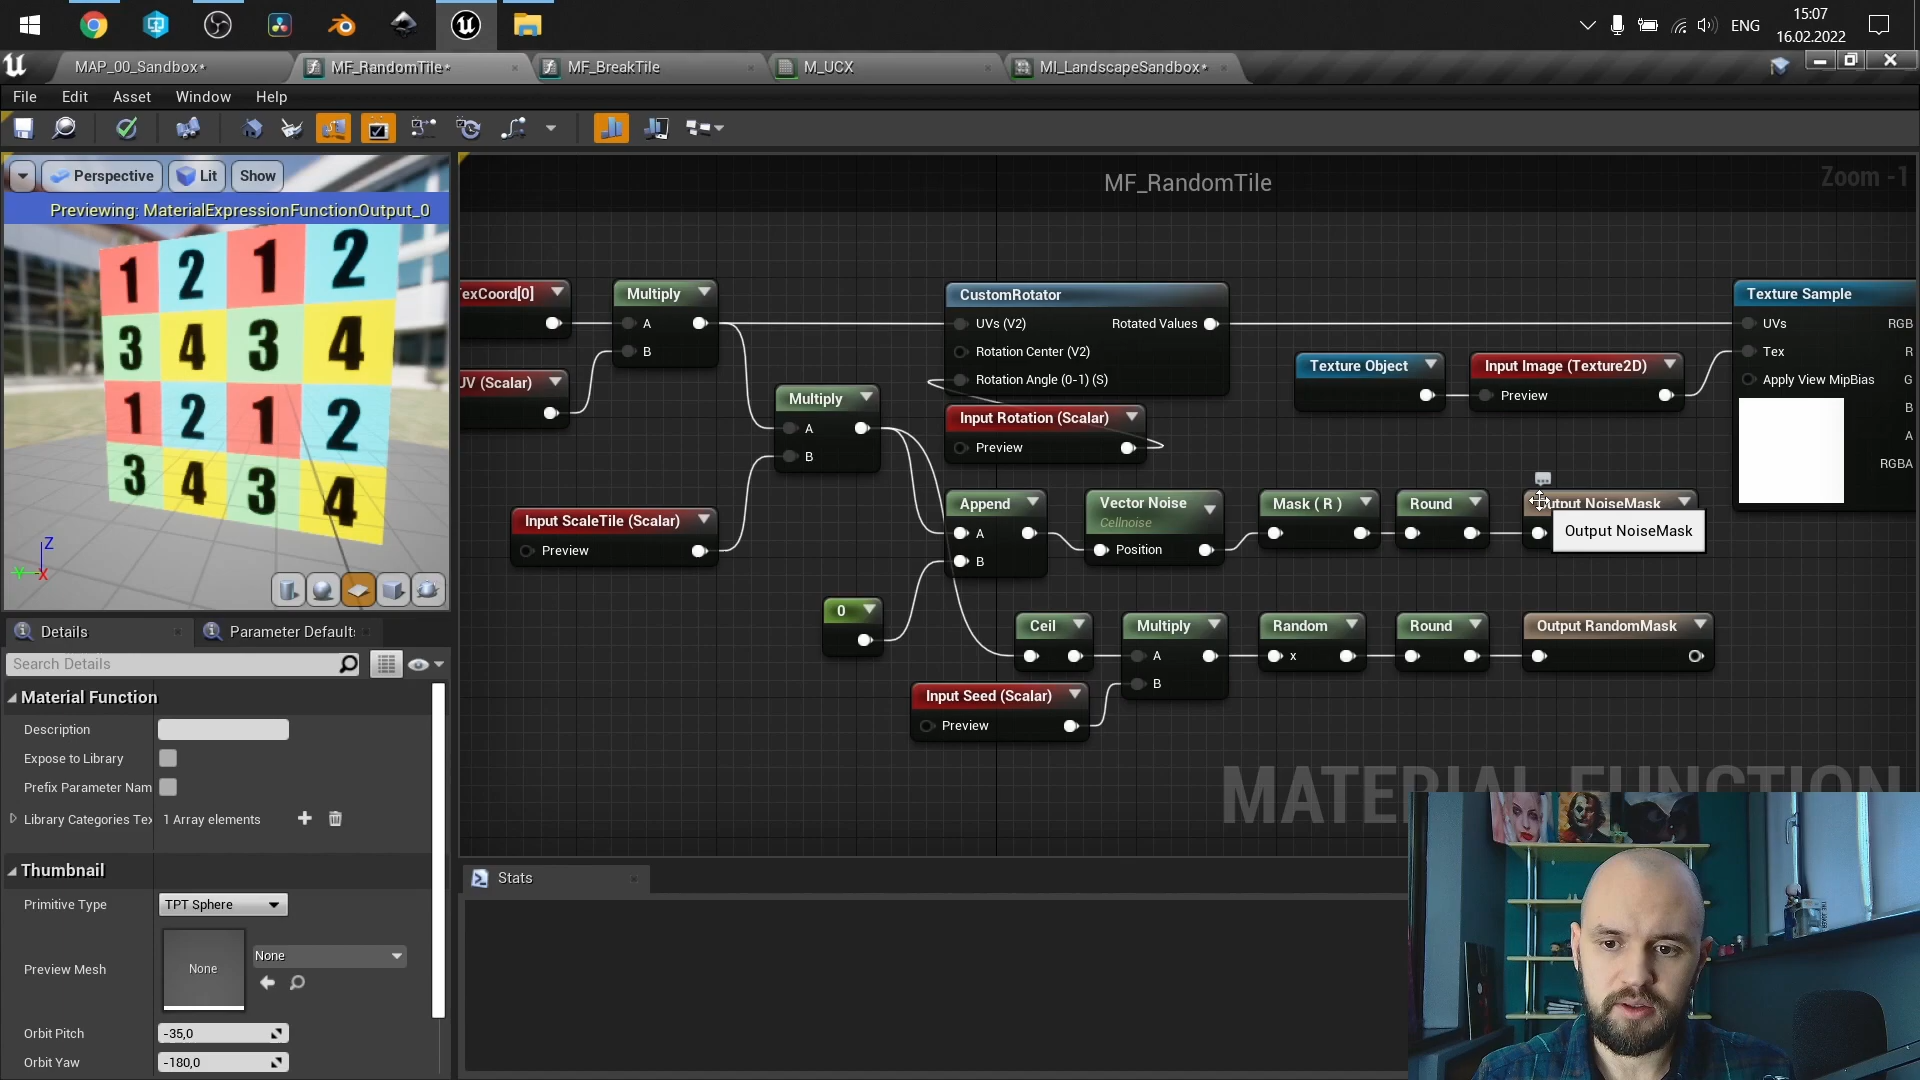 ENG
15:07
16.02.2022
MAP_00_Sandbox*
MF_RandomTile*
MF_BreakTile
M_UCX
MI_LandscapeSandbox*
File
Edit
Asset
Window
Help
Perspective
Lit
Show
Previewing: MaterialExpressionFunctionOutput_0
1 2 1 2
3 4 3 4
1 2 1 2
3 4 3 4
Z
Y
X
MF_RandomTile
Zoom -1
TexCoord[0]
Multiply
A
B
UV (Scalar)
CustomRotator
UVs (V2)
Rotated Values
Rotation Center (V2)
Rotation Angle (0-1) (S)
Texture Sample
UVs
RGB
Tex
R
Apply View MipBias
G
B
A
RGBA
Texture Object
Input Image (Texture2D)
Preview
Multiply
A
B
Input Rotation (Scalar)
Preview
Input ScaleTile (Scalar)
Preview
Append
A
B
Vector Noise
Cellnoise
Position
Mask ( R )
Round
Output NoiseMask
Output NoiseMask
0
Ceil
Multiply
A
B
Random
x
Round
Output RandomMask
Input Seed (Scalar)
Preview
MATERIAL FUNCTION
Details
Parameter Default
Search Details
Material Function
Description
Expose to Library
Prefix Parameter Nam
Library Categories Tex
1 Array elements
Thumbnail
Primitive Type
TPT Sphere
Preview Mesh
None
None
Orbit Pitch
-35,0
Orbit Yaw
-180,0
Stats